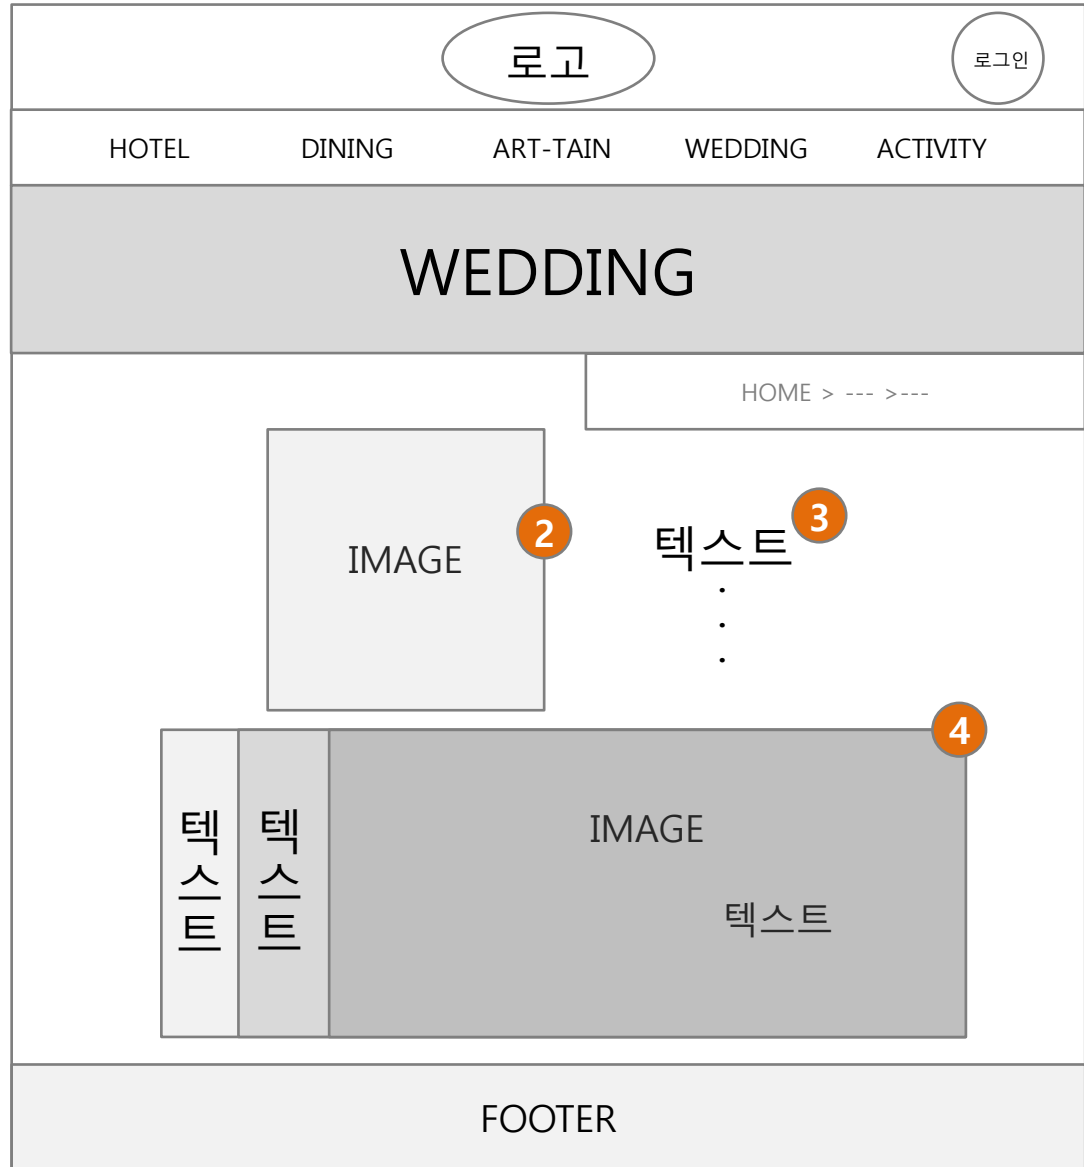 로고
로그인
HOTEL DINING ART-TAIN WEDDING ACTIVITY
WEDDING
HOME > --- >---
IMAGE
2
텍스트
3
.
.
.
4
텍스트
텍스트
IMAGE
텍스트
FOOTER